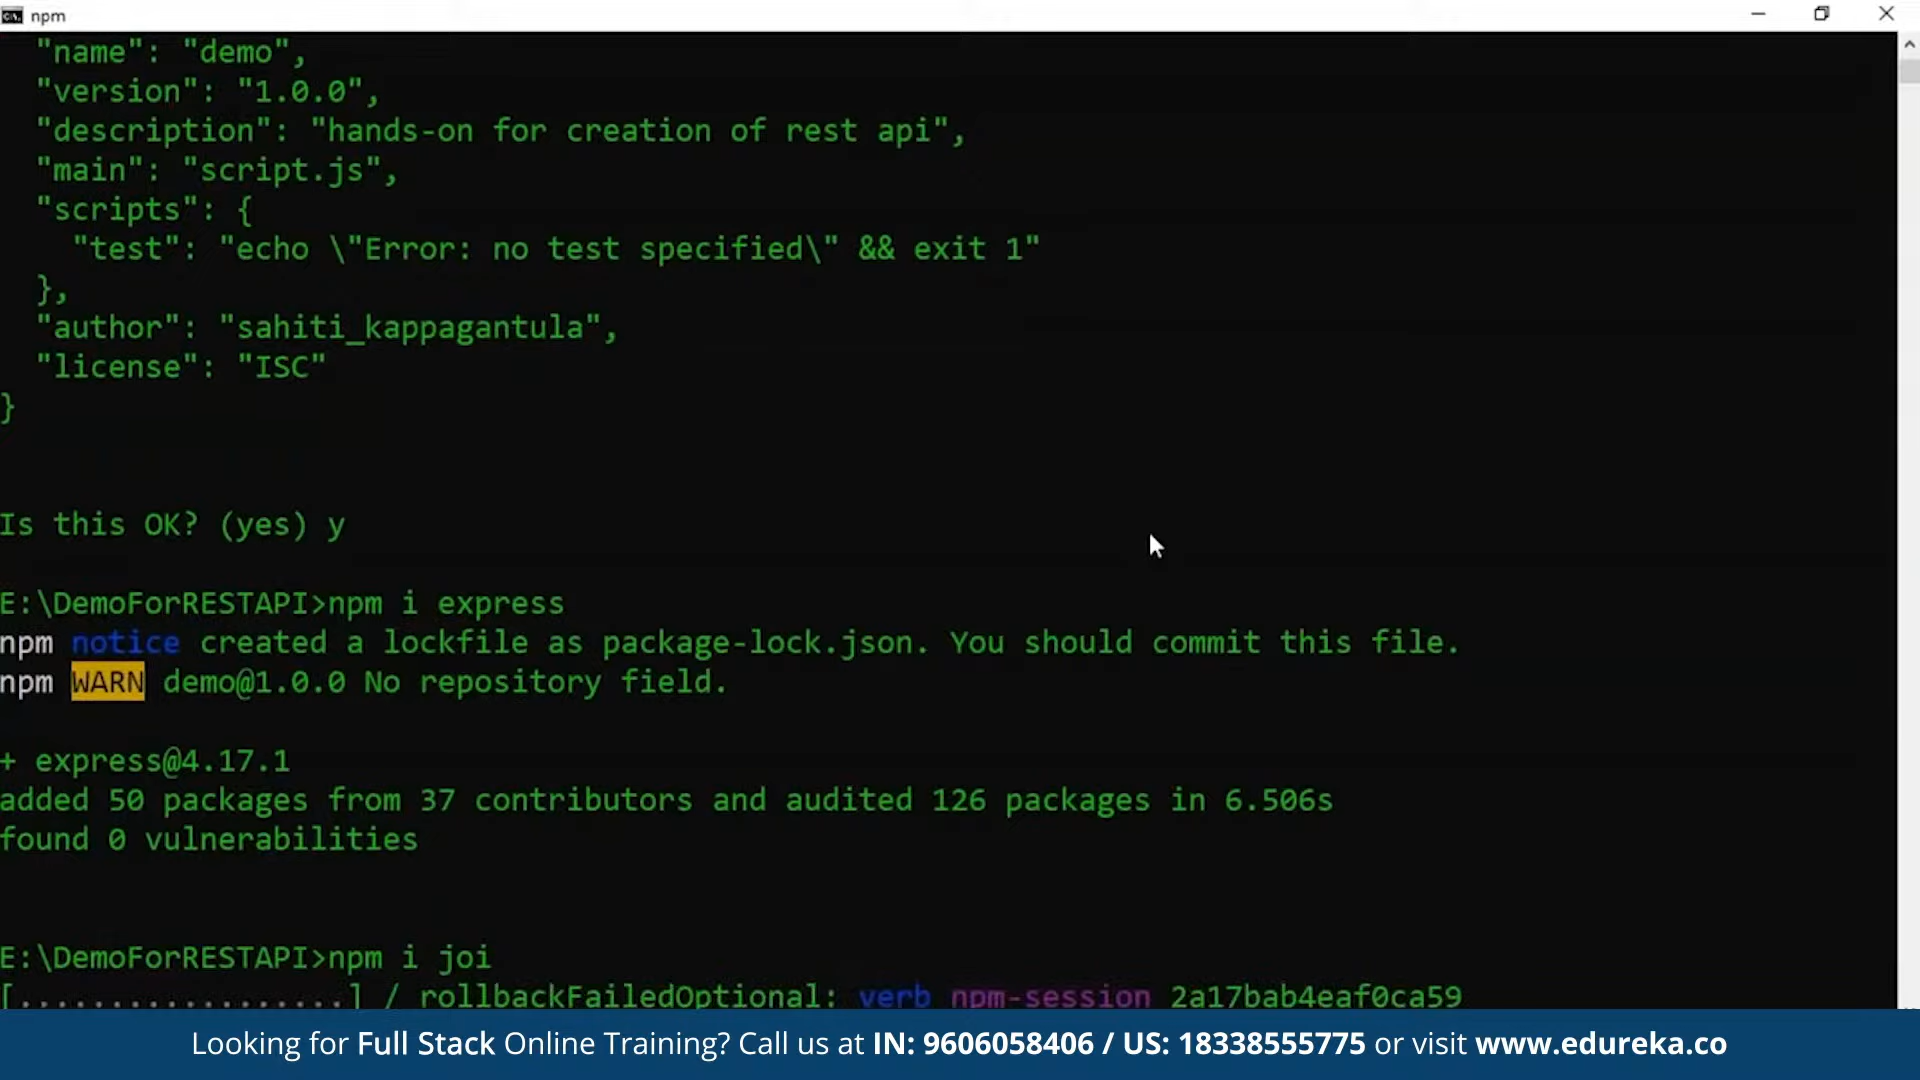 npm
"name": "demo",
"version": "1.0.0",
"description": "hands-on for creation of rest api",
"main": "script.js",
"scripts": {
"test": "echo \"Error: no test specified\" && exit 1"
},
"author": "sahiti_kappagantula",
"license": "ISC"
}
Is this OK? (yes) y
E:\DemoForRESTAPI>npm i express
npm notice created a lockfile as package-lock.json. You should commit this file.
npm WARN demo@1.0.0 No repository field.
+ express@4.17.1
added 50 packages from 37 contributors and audited 126 packages in 6.506s
found 0 vulnerabilities
E:\DemoForRESTAPI>npm i joi
[..................] / rollbackFailedOptional: verb npm-session 2a17bab4eaf0ca59
Looking for Full Stack Online Training? Call us at IN: 9606058406 / US: 18338555775 or visit www.edureka.co